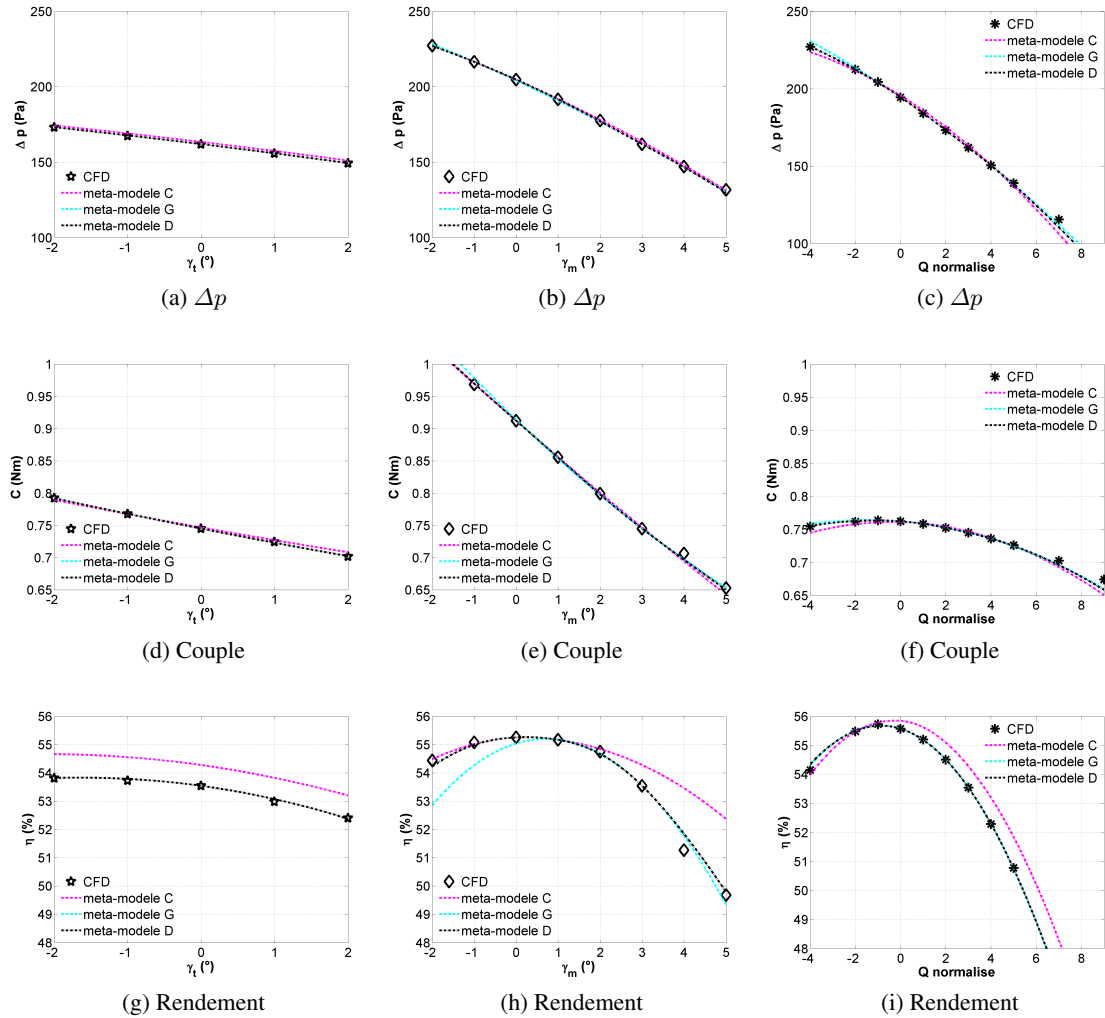 250
200
150
100
Δ p (Pa)
CFD
meta-modele C
meta-modele G
meta-modele D
-2 -1 0 1 2
γt (°)
(a) Δp
250
200
150
100
Δ p (Pa)
CFD
meta-modele C
meta-modele G
meta-modele D
-2 -1 0 1 2 3 4 5
γm (°)
(b) Δp
250
200
150
100
Δ p (Pa)
CFD
meta-modele C
meta-modele G
meta-modele D
-4 -2 0 2 4 6 8
Q normalise
(c) Δp
1
0.95
0.9
0.85
0.8
0.75
0.7
0.65
C (Nm)
CFD
meta-modele C
meta-modele G
meta-modele D
-2 -1 0 1 2
γt (°)
(d) Couple
1
0.95
0.9
0.85
0.8
0.75
0.7
0.65
C (Nm)
CFD
meta-modele C
meta-modele G
meta-modele D
-2 -1 0 1 2 3 4 5
γm (°)
(e) Couple
1
0.95
0.9
0.85
0.8
0.75
0.7
0.65
C (Nm)
CFD
meta-modele C
meta-modele G
meta-modele D
-4 -2 0 2 4 6 8
Q normalise
(f) Couple
56
55
54
53
52
51
50
49
48
η (%)
CFD
meta-modele C
meta-modele G
meta-modele D
-2 -1 0 1 2
γt (°)
(g) Rendement
56
55
54
53
52
51
50
49
48
η (%)
CFD
meta-modele C
meta-modele G
meta-modele D
-2 -1 0 1 2 3 4 5
γm (°)
(h) Rendement
56
55
54
53
52
51
50
49
48
η (%)
CFD
meta-modele C
meta-modele G
meta-modele D
-4 -2 0 2 4 6 8
Q normalise
(i) Rendement